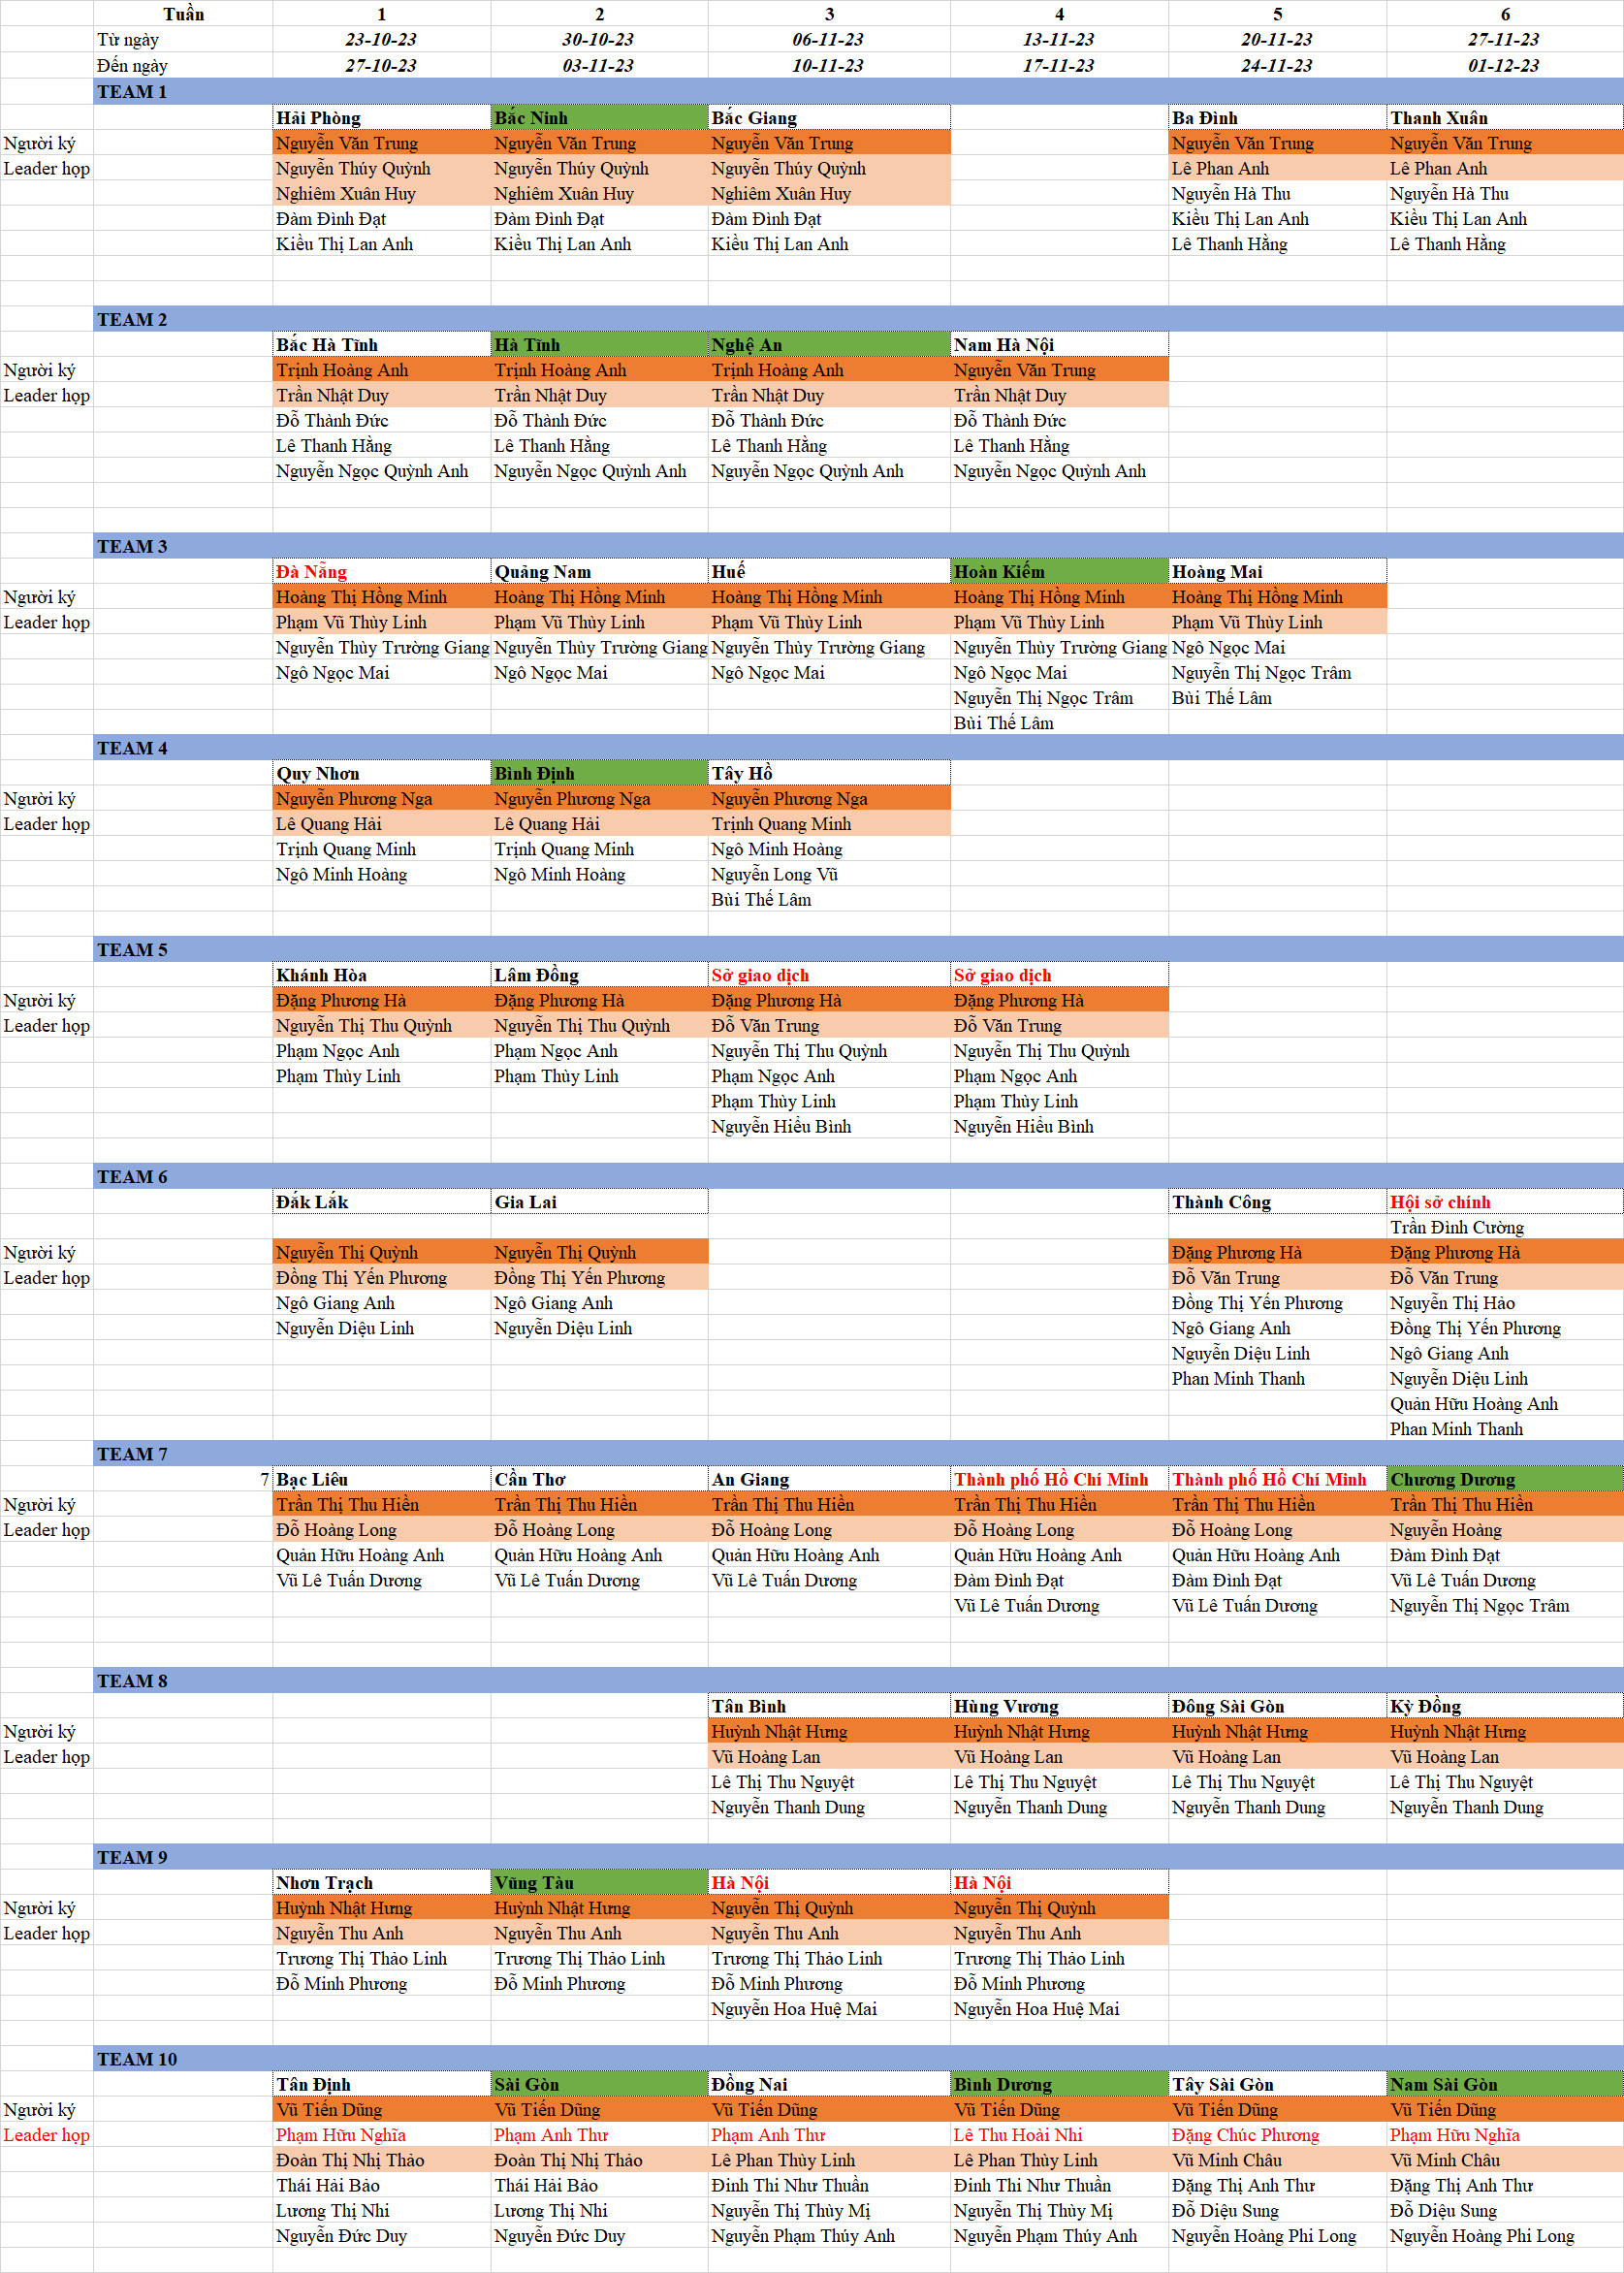 Tuần 1 2 3 4 5 6
Từ ngày 23-10-23 30-10-23 06-11-23 13-11-23 20-11-23 27-11-23
Đến ngày 27-10-23 03-11-23 10-11-23 17-11-23 24-11-23 01-12-23
TEAM 1
Hải Phòng Bắc Ninh Bắc Giang Ba Đình Thanh Xuân
Người ký Nguyễn Văn Trung Nguyễn Văn Trung Nguyễn Văn Trung Nguyễn Văn Trung Nguyễn Văn Trung
Leader họp Nguyễn Thúy Quỳnh Nguyễn Thúy Quỳnh Nguyễn Thúy Quỳnh Lê Phan Anh Lê Phan Anh
Nghiêm Xuân Huy Nghiêm Xuân Huy Nghiêm Xuân Huy Nguyễn Hà Thu Nguyễn Hà Thu
Đàm Đình Đạt Đàm Đình Đạt Đàm Đình Đạt Kiều Thị Lan Anh Kiều Thị Lan Anh
Kiều Thị Lan Anh Kiều Thị Lan Anh Kiều Thị Lan Anh Lê Thanh Hằng Lê Thanh Hằng
TEAM 2
Bắc Hà Tĩnh Hà Tĩnh Nghệ An Nam Hà Nội
Người ký Trịnh Hoàng Anh Trịnh Hoàng Anh Trịnh Hoàng Anh Nguyễn Văn Trung
Leader họp Trần Nhật Duy Trần Nhật Duy Trần Nhật Duy Trần Nhật Duy
Đỗ Thành Đức Đỗ Thành Đức Đỗ Thành Đức Đỗ Thành Đức
Lê Thanh Hằng Lê Thanh Hằng Lê Thanh Hằng Lê Thanh Hằng
Nguyễn Ngọc Quỳnh Anh Nguyễn Ngọc Quỳnh Anh Nguyễn Ngọc Quỳnh Anh Nguyễn Ngọc Quỳnh Anh
TEAM 3
Đà Nẵng Quảng Nam Huế Hoàn Kiếm Hoàng Mai
Người ký Hoàng Thị Hồng Minh Hoàng Thị Hồng Minh Hoàng Thị Hồng Minh Hoàng Thị Hồng Minh Hoàng Thị Hồng Minh
Leader họp Phạm Vũ Thùy Linh Phạm Vũ Thùy Linh Phạm Vũ Thùy Linh Phạm Vũ Thùy Linh Phạm Vũ Thùy Linh
Nguyễn Thùy Trường Giang Nguyễn Thùy Trường Giang Nguyễn Thùy Trường Giang Nguyễn Thùy Trường Giang Ngô Ngọc Mai
Ngô Ngọc Mai Ngô Ngọc Mai Ngô Ngọc Mai Ngô Ngọc Mai Nguyễn Thị Ngọc Trâm
Nguyễn Thị Ngọc Trâm Bùi Thế Lâm
Bùi Thế Lâm
TEAM 4
Quy Nhơn Bình Định Tây Hồ
Người ký Nguyễn Phương Nga Nguyễn Phương Nga Nguyễn Phương Nga
Leader họp Lê Quang Hải Lê Quang Hải Trịnh Quang Minh
Trịnh Quang Minh Trịnh Quang Minh Ngô Minh Hoàng
Ngô Minh Hoàng Ngô Minh Hoàng Nguyễn Long Vũ
Bùi Thế Lâm
TEAM 5
Khánh Hòa Lâm Đồng Sở giao dịch Sở giao dịch
Người ký Đặng Phương Hà Đặng Phương Hà Đặng Phương Hà Đặng Phương Hà
Leader họp Nguyễn Thị Thu Quỳnh Nguyễn Thị Thu Quỳnh Đỗ Văn Trung Đỗ Văn Trung
Phạm Ngọc Anh Phạm Ngọc Anh Nguyễn Thị Thu Quỳnh Nguyễn Thị Thu Quỳnh
Phạm Thùy Linh Phạm Thùy Linh Phạm Ngọc Anh Phạm Ngọc Anh
Phạm Thùy Linh Phạm Thùy Linh
Nguyễn Hiểu Bình Nguyễn Hiểu Bình
TEAM 6
Đắk Lắk Gia Lai Thành Công Hội sở chính
Trần Đình Cường
Người ký Nguyễn Thị Quỳnh Nguyễn Thị Quỳnh Đặng Phương Hà Đặng Phương Hà
Leader họp Đồng Thị Yến Phương Đồng Thị Yến Phương Đỗ Văn Trung Đỗ Văn Trung
Ngô Giang Anh Ngô Giang Anh Đồng Thị Yến Phương Nguyễn Thị Hảo
Nguyễn Diệu Linh Nguyễn Diệu Linh Ngô Giang Anh Đồng Thị Yến Phương
Nguyễn Diệu Linh Ngô Giang Anh
Phan Minh Thanh Nguyễn Diệu Linh
Quản Hữu Hoàng Anh
Phan Minh Thanh
TEAM 7
7 Bạc Liêu Cần Thơ An Giang Thành phố Hồ Chí Minh Thành phố Hồ Chí Minh Chương Dương
Người ký Trần Thị Thu Hiền Trần Thị Thu Hiền Trần Thị Thu Hiền Trần Thị Thu Hiền Trần Thị Thu Hiền Trần Thị Thu Hiền
Leader họp Đỗ Hoàng Long Đỗ Hoàng Long Đỗ Hoàng Long Đỗ Hoàng Long Đỗ Hoàng Long Nguyễn Hoàng
Quản Hữu Hoàng Anh Quản Hữu Hoàng Anh Quản Hữu Hoàng Anh Quản Hữu Hoàng Anh Quản Hữu Hoàng Anh Đàm Đình Đạt
Vũ Lê Tuấn Dương Vũ Lê Tuấn Dương Vũ Lê Tuấn Dương Đàm Đình Đạt Đàm Đình Đạt Vũ Lê Tuấn Dương
Vũ Lê Tuấn Dương Vũ Lê Tuấn Dương Nguyễn Thị Ngọc Trâm
TEAM 8
Tân Bình Hùng Vương Đông Sài Gòn Kỳ Đồng
Người ký Huỳnh Nhật Hưng Huỳnh Nhật Hưng Huỳnh Nhật Hưng Huỳnh Nhật Hưng
Leader họp Vũ Hoàng Lan Vũ Hoàng Lan Vũ Hoàng Lan Vũ Hoàng Lan
Lê Thị Thu Nguyệt Lê Thị Thu Nguyệt Lê Thị Thu Nguyệt Lê Thị Thu Nguyệt
Nguyễn Thanh Dung Nguyễn Thanh Dung Nguyễn Thanh Dung Nguyễn Thanh Dung
TEAM 9
Nhơn Trạch Vũng Tàu Hà Nội Hà Nội
Người ký Huỳnh Nhật Hưng Huỳnh Nhật Hưng Nguyễn Thị Quỳnh Nguyễn Thị Quỳnh
Leader họp Nguyễn Thu Anh Nguyễn Thu Anh Nguyễn Thu Anh Nguyễn Thu Anh
Trương Thị Thảo Linh Trương Thị Thảo Linh Trương Thị Thảo Linh Trương Thị Thảo Linh
Đỗ Minh Phương Đỗ Minh Phương Đỗ Minh Phương Đỗ Minh Phương
Nguyễn Hoa Huệ Mai Nguyễn Hoa Huệ Mai
TEAM 10
Tân Định Sài Gòn Đồng Nai Bình Dương Tây Sài Gòn Nam Sài Gòn
Người ký Vũ Tiến Dũng Vũ Tiến Dũng Vũ Tiến Dũng Vũ Tiến Dũng Vũ Tiến Dũng Vũ Tiến Dũng
Leader họp Phạm Hữu Nghĩa Phạm Anh Thư Phạm Anh Thư Lê Thu Hoài Nhi Đặng Chúc Phương Phạm Hữu Nghĩa
Đoàn Thị Nhị Thảo Đoàn Thị Nhị Thảo Lê Phan Thùy Linh Lê Phan Thùy Linh Vũ Minh Châu Vũ Minh Châu
Thái Hải Bảo Thái Hải Bảo Đinh Thi Như Thuần Đinh Thi Như Thuần Đặng Thị Anh Thư Đặng Thị Anh Thư
Lương Thị Nhi Lương Thị Nhi Nguyễn Thị Thùy Mị Nguyễn Thị Thùy Mị Đỗ Diệu Sung Đỗ Diệu Sung
Nguyễn Đức Duy Nguyễn Đức Duy Nguyễn Phạm Thúy Anh Nguyễn Phạm Thúy Anh Nguyễn Hoàng Phi Long Nguyễn Hoàng Phi Long